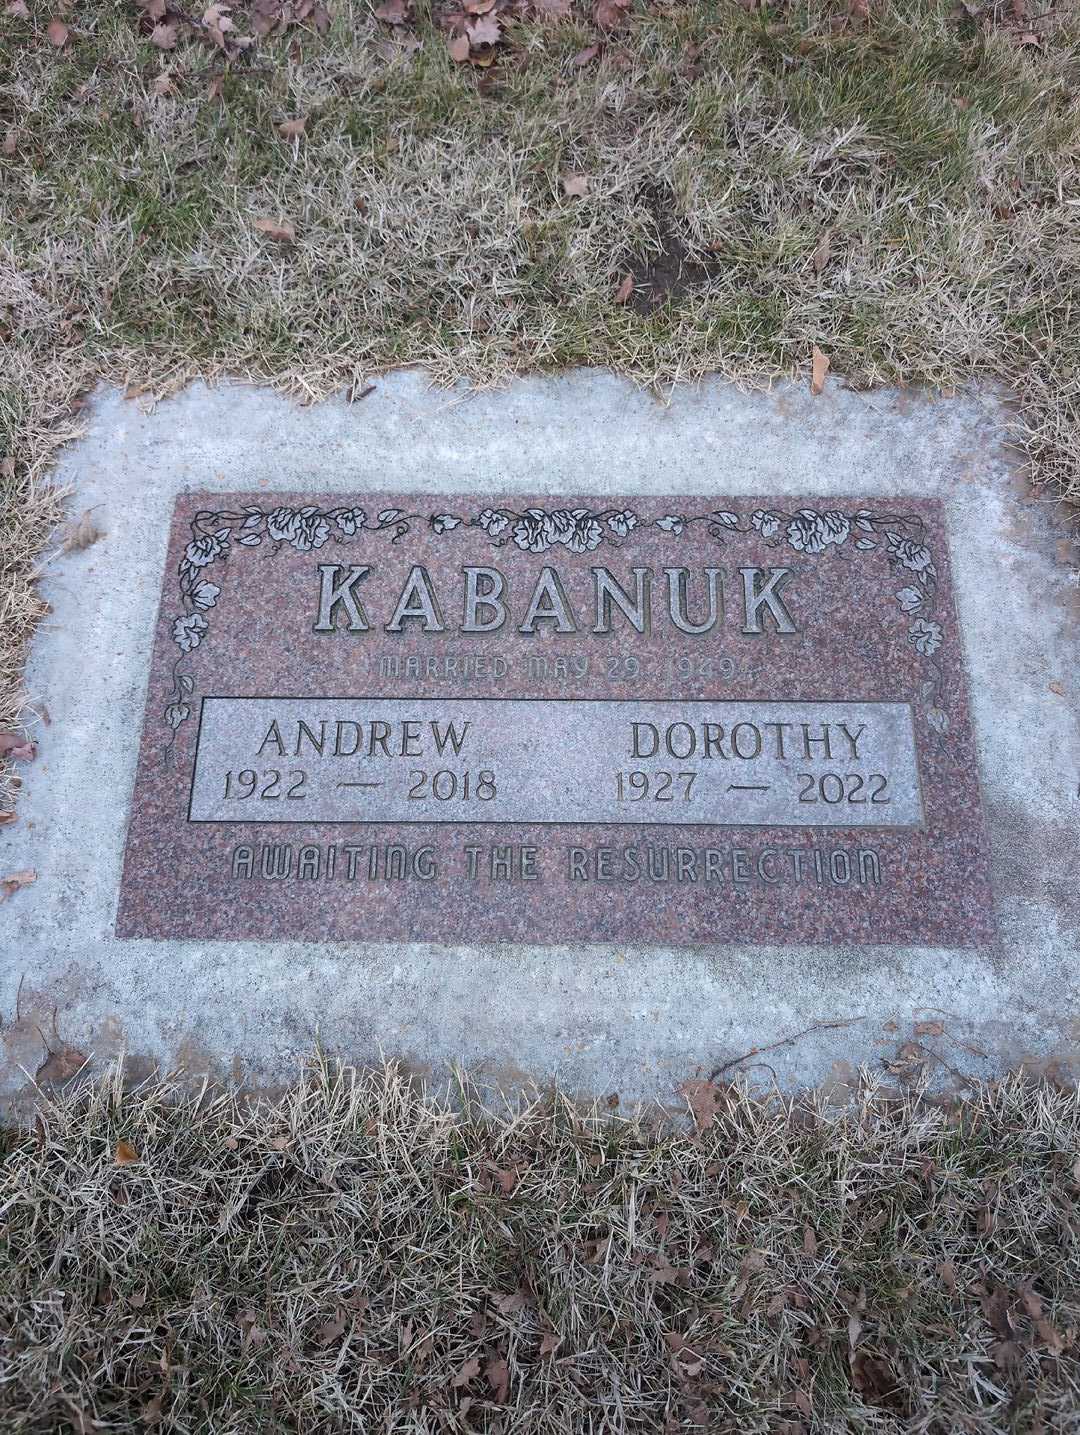 KABANUK
MARRIED MAY 29 1949
ANDREW DOROTHY
1922 — 2018 1927 — 2022
AWAITING THE RESURRECTION